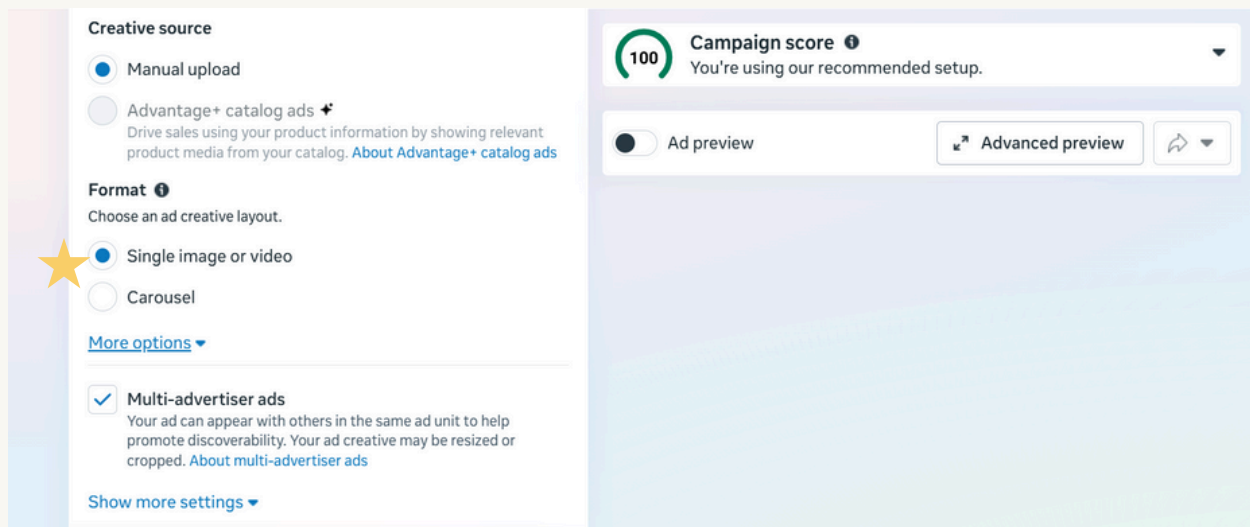 Creative source
Manual upload
Advantage+ catalog ads
Drive sales using your product information by showing relevant
product media from your catalog. About Advantage+ catalog ads
Format
Choose an ad creative layout.
Single image or video
Carousel
More options
Multi-advertiser ads
Your ad can appear with others in the same ad unit to help
promote discoverability. Your ad creative may be resized or
cropped. About multi-advertiser ads
Show more settings
100
Campaign score
You're using our recommended setup.
Ad preview
Advanced preview